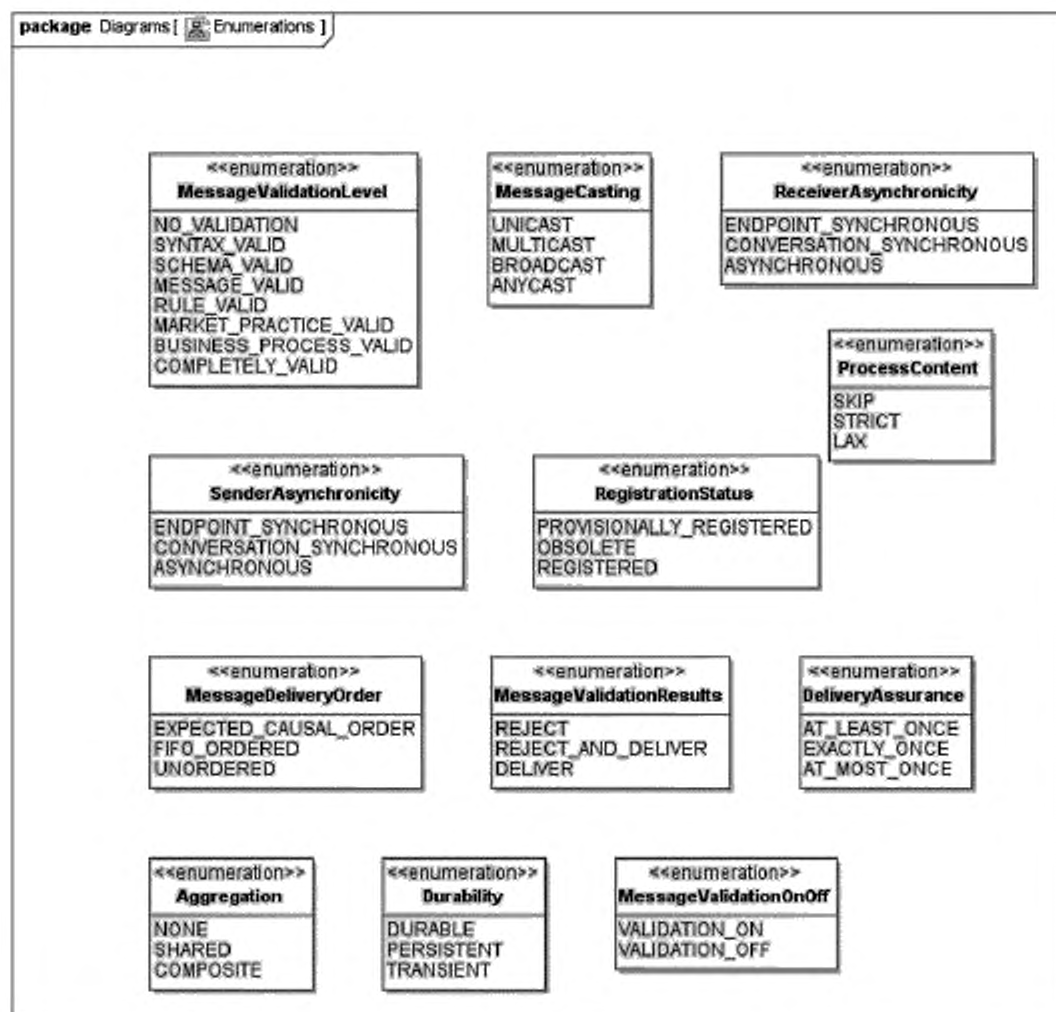 package Diagrams [ Enumerations ]
<<enumeration>>
MessageValidationLevel
NO_VALIDATION
SYNTAX_VALID
SCHEMA_VALID
MESSAGE_VALID
RULE_VALID
MARKET_PRACTICE_VALID
BUSINESS_PROCESS_VALID
COMPLETELY_VALID
<<enumeration>>
MessageCasting
UNICAST
MULTICAST
BROADCAST
ANYCAST
<<enumeration>>
ReceiverAsynchronicity
ENDPOINT_SYNCHRONOUS
CONVERSATION_SYNCHRONOUS
ASYNCHRONOUS
<<enumeration>>
ProcessContent
SKIP
STRICT
LAX
<<enumeration>>
SenderAsynchronicity
ENDPOINT_SYNCHRONOUS
CONVERSATION_SYNCHRONOUS
ASYNCHRONOUS
<<enumeration>>
RegistrationStatus
PROVISIONALLY_REGISTERED
OBSOLETE
REGISTERED
<<enumeration>>
MessageDeliveryOrder
EXPECTED_CAUSAL_ORDER
FIFO_ORDERED
UNORDERED
<<enumeration>>
MessageValidationResults
REJECT
REJECT_AND_DELIVER
DELIVER
<<enumeration>>
DeliveryAssurance
AT_LEAST_ONCE
EXACTLY_ONCE
AT_MOST_ONCE
<<enumeration>>
Aggregation
NONE
SHARED
COMPOSITE
<<enumeration>>
Durability
DURABLE
PERSISTENT
TRANSIENT
<<enumeration>>
MessageValidationOnOff
VALIDATION_ON
VALIDATION_OFF